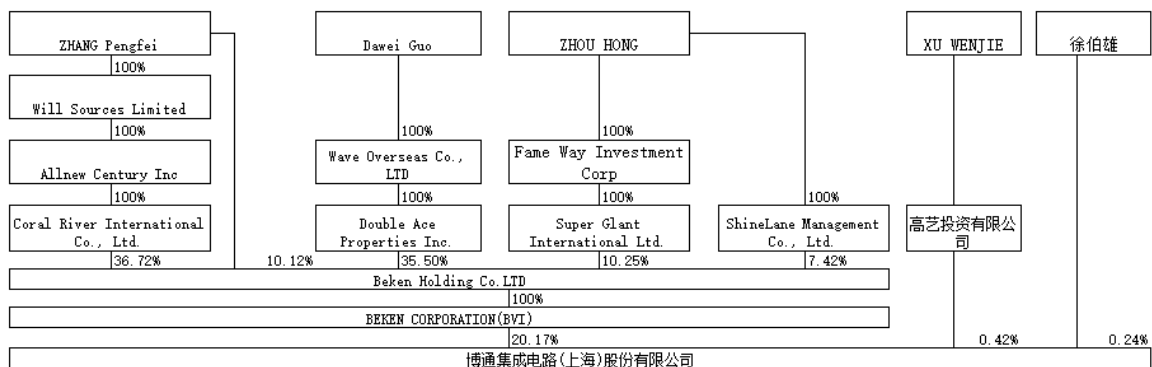 ZHANG Pengfei
Dawei Guo
ZHOU HONG
XU WENJIE
徐伯雄
100%
Will Sources Limited
100%
100%
100%
Allnew Century Inc
Wave Overseas Co.,
LTD
Fame Way Investment
Corp
100%
100%
100%
100%
Coral River International
Co., Ltd.
Double Ace
Properties Inc.
Super Glant
International Ltd.
ShineLane Management
Co., Ltd.
高艺投资有限公
司
36.72%
10.12%
35.50%
10.25%
7.42%
Beken Holding Co.LTD
100%
BEKEN CORPORATION(BVI)
20.17%
0.42%
0.24%
博通集成电路(上海)股份有限公司